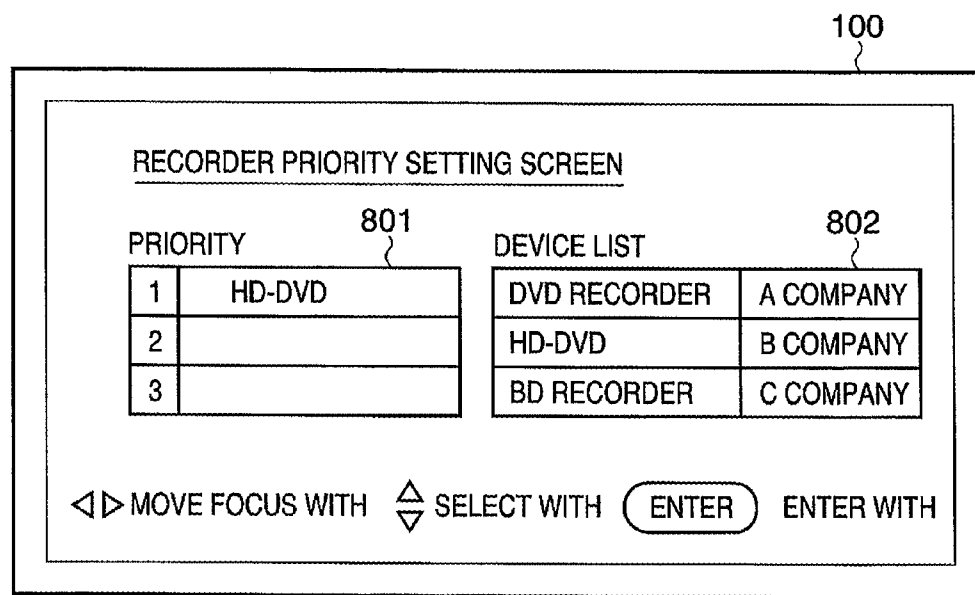 100
RECORDER PRIORITY SETTING SCREEN
801
802
PRIORITY
DEVICE LIST
1 HD-DVD
2
3
DVD RECORDER A COMPANY
HD-DVD B COMPANY
BD RECORDER C COMPANY
MOVE FOCUS WITH SELECT WITH ENTER ENTER WITH